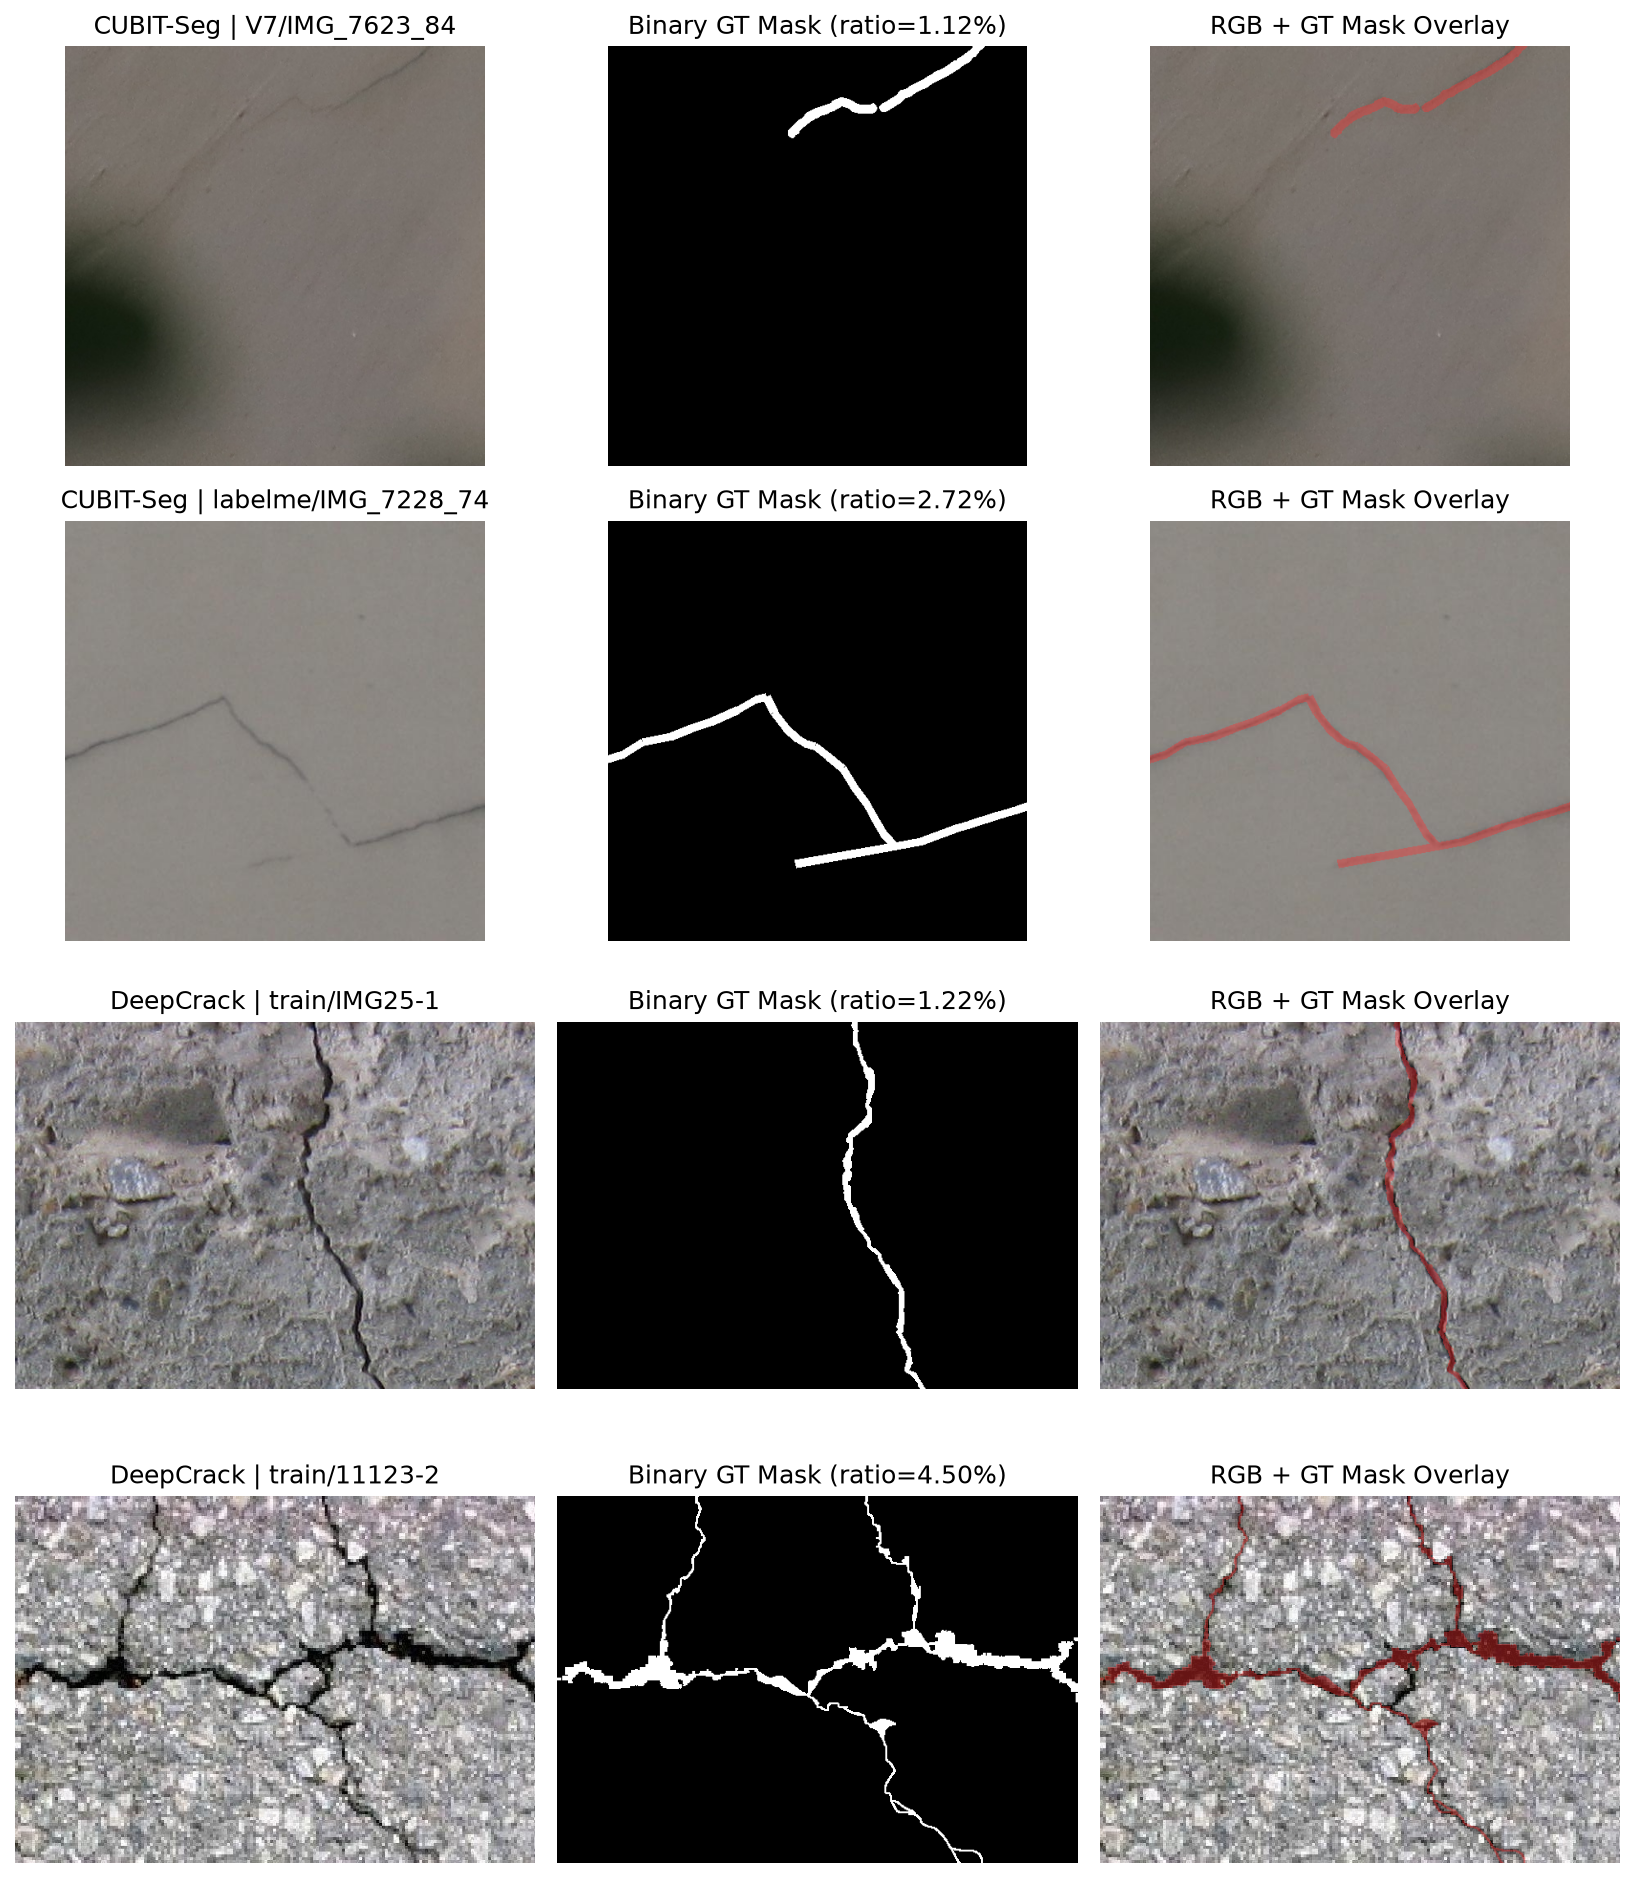 CUBIT-Seg | V7/IMG_7623_84
Binary GT Mask (ratio=1.12%)
RGB + GT Mask Overlay
CUBIT-Seg | labelme/IMG_7228_74
Binary GT Mask (ratio=2.72%)
RGB + GT Mask Overlay
DeepCrack | train/IMG25-1
Binary GT Mask (ratio=1.22%)
RGB + GT Mask Overlay
DeepCrack | train/11123-2
Binary GT Mask (ratio=4.50%)
RGB + GT Mask Overlay